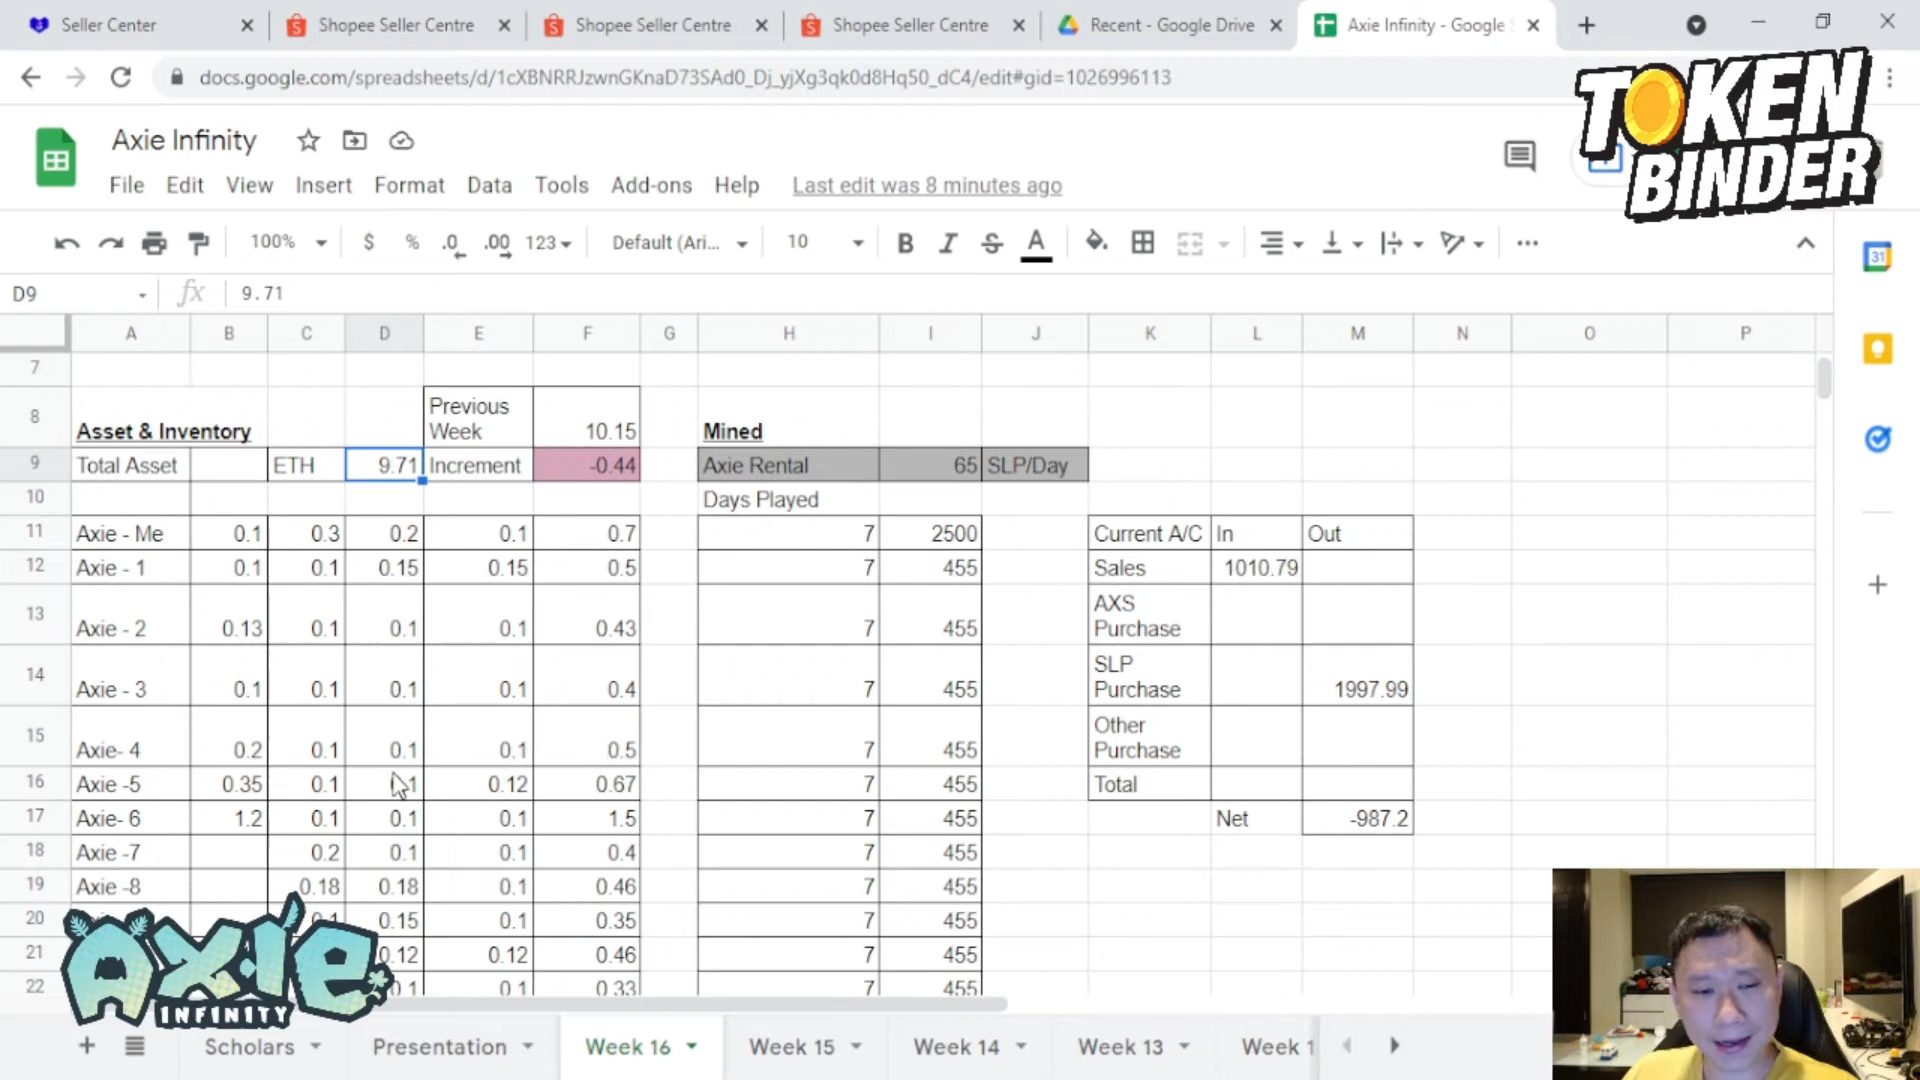 Seller Centre
Shopee Seller Centre
Shopee Seller Centre
Shopee Seller Centre
Recent - Google Drive
Axie Infinity - Google
docs.google.com/spreadsheets/d/1cXBNRRJzwnGKnaD73SAd0_Dj_yjXg3qk0d8Hq50_dC4/edit#gid=1026996113
TOKEN
BINDER
Axie Infinity
File Edit View Insert Format Data Tools Add-ons Help Last edit was 8 minutes ago
100% $ % .0 .00 123 Default (Ari... 10 B I S A
31
D9 fx 9.71
A B C D E F G H I J K L M N O P
7
8 Asset & Inventory Previous Week 10.15 Mined
9 Total Asset ETH 9.71 Increment -0.44 Axie Rental 65 SLP/Day
10 Days Played
11 Axie - Me 0.1 0.3 0.2 0.1 0.7 7 2500 Current A/C In Out
12 Axie - 1 0.1 0.1 0.15 0.15 0.5 7 455 Sales 1010.79
13 Axie - 2 0.13 0.1 0.1 0.1 0.43 7 455 AXS Purchase
14 Axie - 3 0.1 0.1 0.1 0.1 0.4 7 455 SLP Purchase 1997.99
15 Axie- 4 0.2 0.1 0.1 0.1 0.5 7 455 Other Purchase
16 Axie -5 0.35 0.1 0.12 0.67 7 455 Total
17 Axie- 6 1.2 0.1 0.1 0.1 1.5 7 455 Net -987.2
18 Axie -7 0.2 0.1 0.1 0.4 7 455
19 Axie -8 0.18 0.18 0.1 0.46 7 455
20 0.15 0.1 0.35 7 455
21 0.12 0.12 0.46 7 455
22 0.1 0.33 7 455
Axie
INFINITY
Scholars Presentation Week 16 Week 15 Week 14 Week 13 Week 1